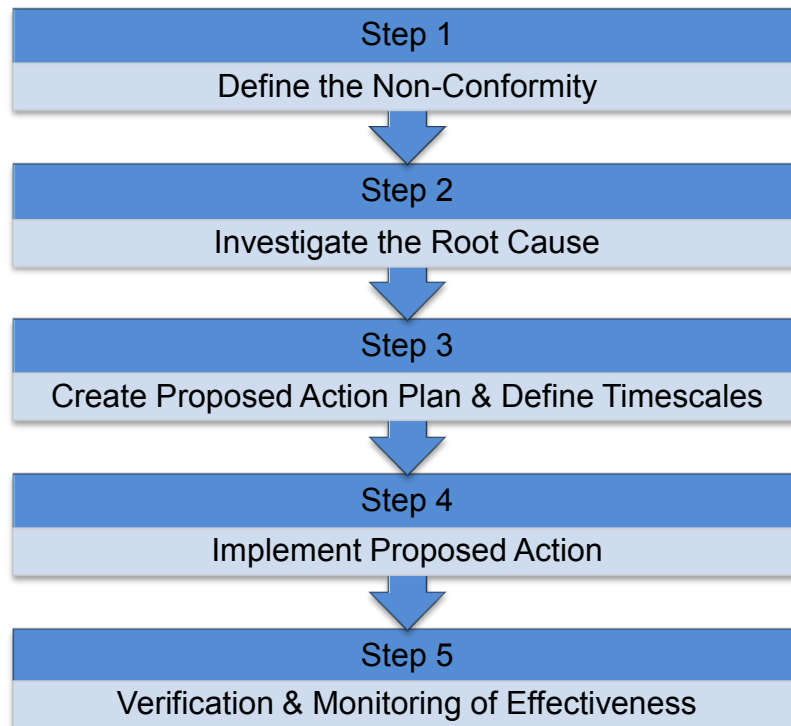 Step 1
Define the Non-Conformity
Step 2
Investigate the Root Cause
Step 3
Create Proposed Action Plan & Define Timescales
Step 4
Implement Proposed Action
Step 5
Verification & Monitoring of Effectiveness